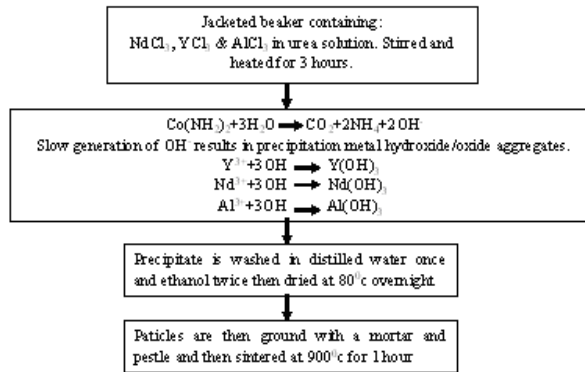 Jacketed beaker containing:
NdCl₃, YCl₃ & AlCl₃ in urea solution. Stirred and
heated for 3 hours.
Co(NH₂)₂+3H₂O → CO₂+2NH₄+2OH⁻
Slow generation of OH⁻ results in precipitation metal hydroxide/oxide aggregates.
Y³⁺+3OH → Y(OH)₃
Nd³⁺+3OH → Nd(OH)₃
Al³⁺+3OH → Al(OH)₃
Precipitate is washed in distilled water once
and ethanol twice then dried at 80⁰c overnight
Paticles are then ground with a mortar and
pestle and then sintered at 900⁰c for 1 hour